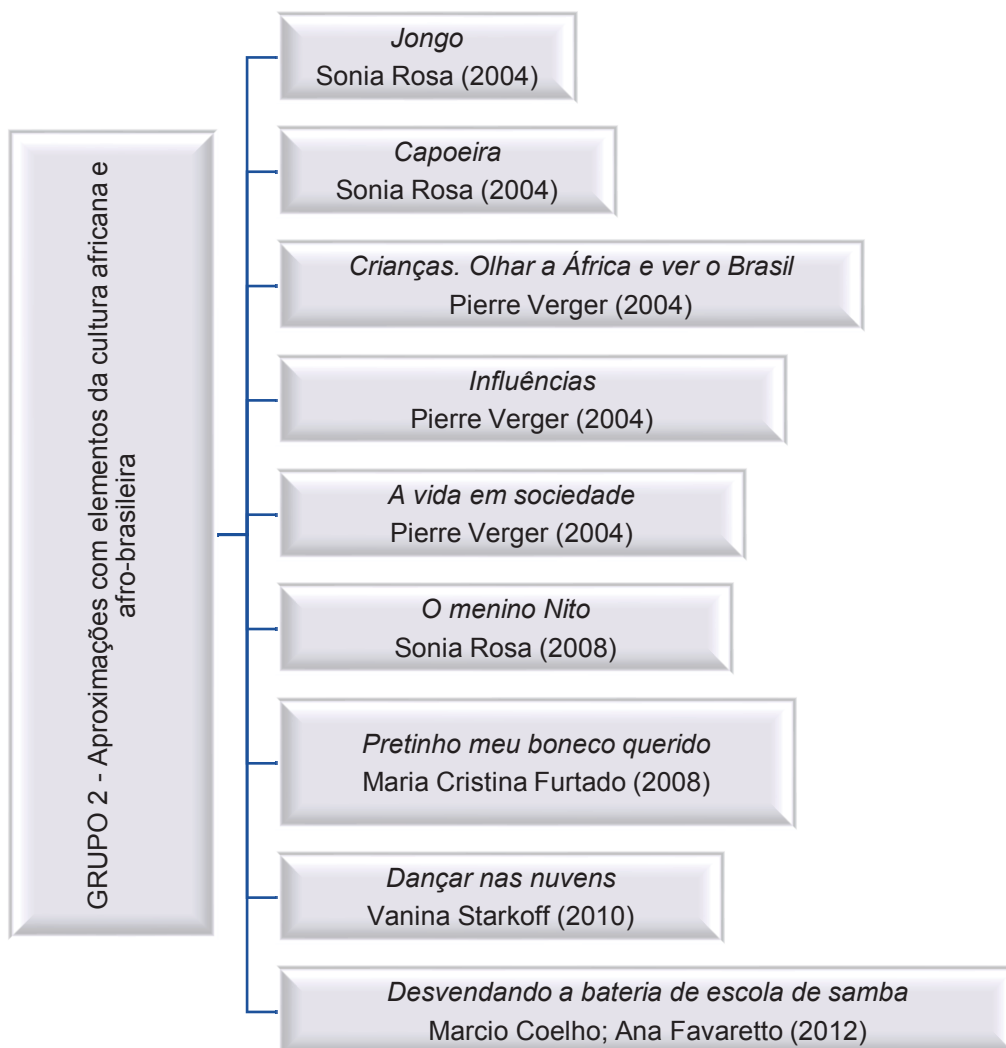 GRUPO 2 - Aproximações com elementos da cultura africana e
afro-brasileira
Jongo
Sonia Rosa (2004)
Capoeira
Sonia Rosa (2004)
Crianças. Olhar a África e ver o Brasil
Pierre Verger (2004)
Influências
Pierre Verger (2004)
A vida em sociedade
Pierre Verger (2004)
O menino Nito
Sonia Rosa (2008)
Pretinho meu boneco querido
Maria Cristina Furtado (2008)
Dançar nas nuvens
Vanina Starkoff (2010)
Desvendando a bateria de escola de samba
Marcio Coelho; Ana Favaretto (2012)